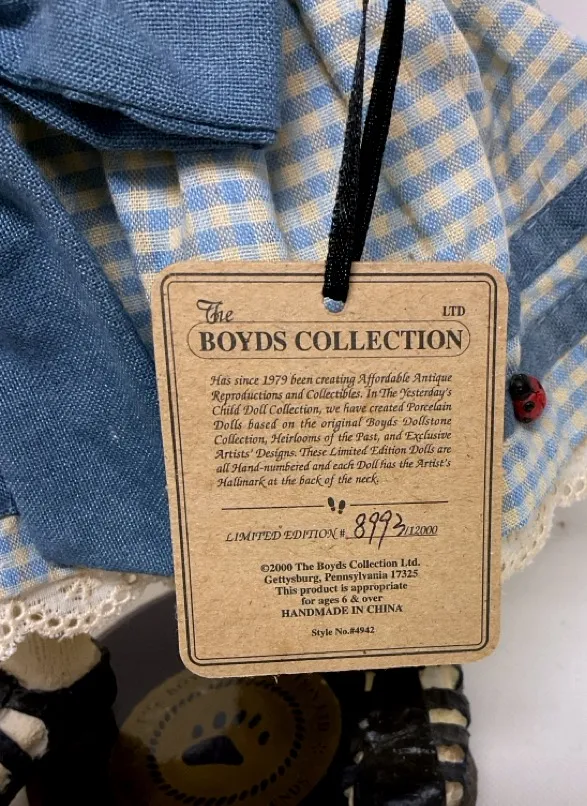 The
LTD
BOYDS COLLECTION
Has since 1979 been creating Affordable Antique
Reproductions and Collectibles. In The Yesterday's
Child Doll Collection, we have created Porcelain
Dolls based on the original Boyds Dollstone
Collection, Heirlooms of the Past, and Exclusive
Artists' Designs. These Limited Edition Dolls are
all Hand-numbered and each Doll has the Artist's
Hallmark at the back of the neck.
LIMITED EDITION #. 8993/12000
©2000 The Boyds Collection Ltd.
Gettysburg, Pennsylvania 17325
This product is appropriate
for ages 6 & over
HANDMADE IN CHINA
Style No.#4942